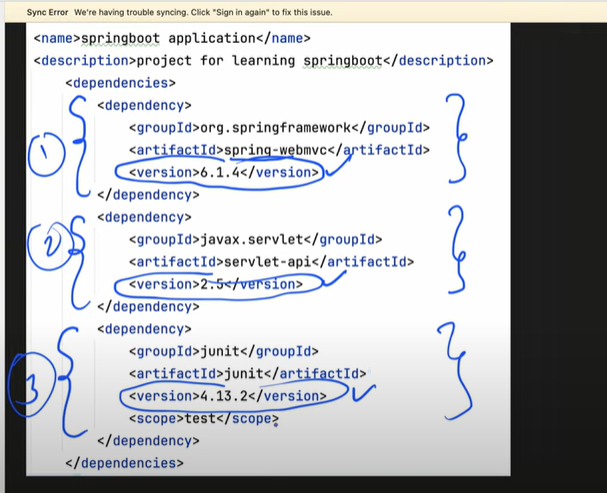 Sync Error We're having trouble syncing. Click "Sign in again" to fix this issue.
<name>springboot application</name>
<description>project for learning springboot</description>
<dependencies>
<dependency>
<groupId>org.springframework</groupId>
1 <artifactId>spring-webmvc</artifactId>
<version>6.1.4</version>
</dependency>
<dependency>
2 <groupId>javax.servlet</groupId>
<artifactId>servlet-api</artifactId>
<version>2.5</version>
</dependency>
<dependency>
<groupId>junit</groupId>
3 <artifactId>junit</artifactId>
<version>4.13.2</version>
<scope>test</scope>
</dependency>
</dependencies>